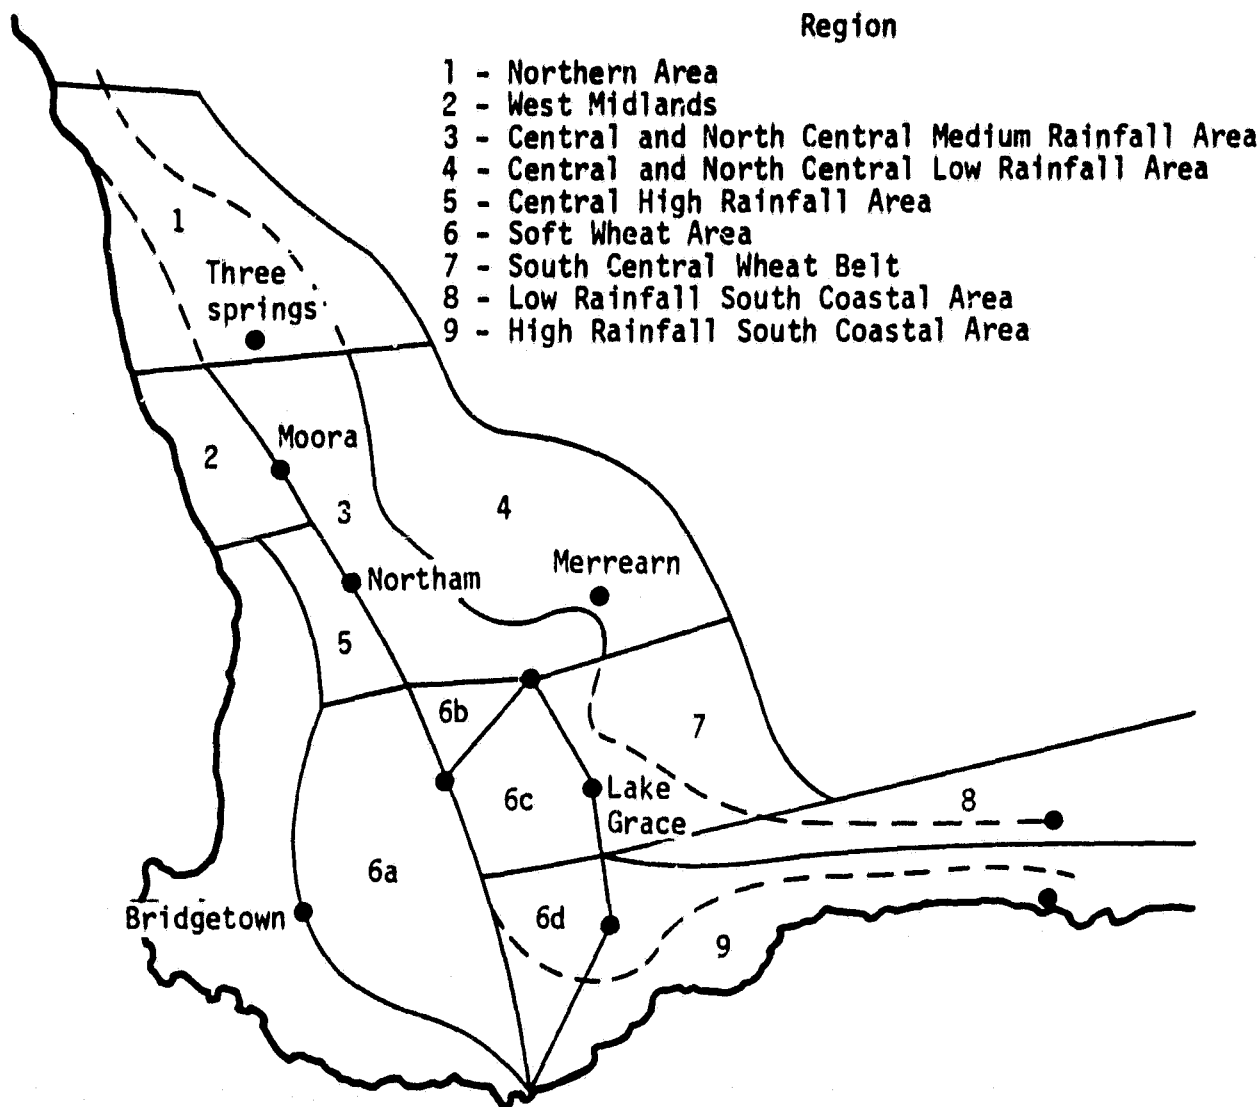 Region
1 - Northern Area
2 - West Midlands
3 - Central and North Central Medium Rainfall Area
4 - Central and North Central Low Rainfall Area
5 - Central High Rainfall Area
6 - Soft Wheat Area
7 - South Central Wheat Belt
8 - Low Rainfall South Coastal Area
9 - High Rainfall South Coastal Area
1
Three
springs
Moora
2
3
4
Merrearn
Northam
5
6b
7
Lake
Grace
6c
8
6a
Bridgetown
6d
9